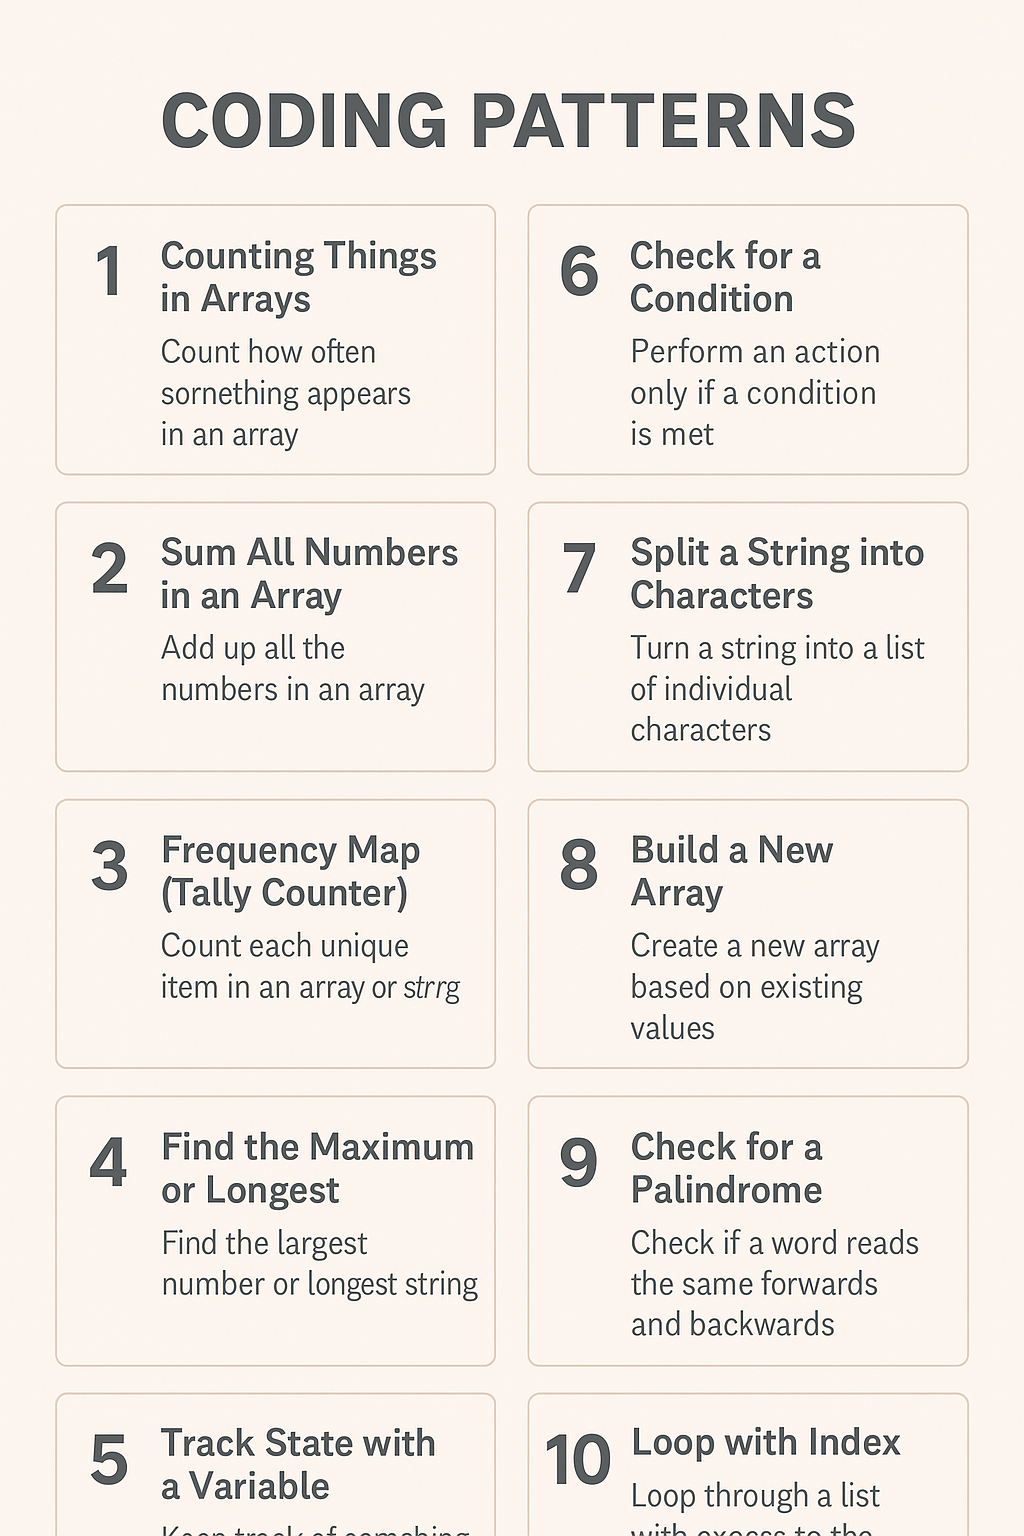 CODING PATTERNS
1
Counting Things
in Arrays
Count how often
sornething appears
in an array
2
Sum All Numbers
in an Array
Add up all the
numbers in an array
3
Frequency Map
(Tally Counter)
Count each unique
item in an array or strrg
4
Find the Maximum
or Longest
Find the largest
number or longest string
5
Track State with
a Variable
Keep track of
6
Check for a
Condition
Perform an action
only if a condition
is met
7
Split a String into
Characters
Turn a string into a list
of individual
characters
8
Build a New
Array
Create a new array
based on existing
values
9
Check for a
Palindrome
Check if a word reads
the same forwards
and backwards
10
Loop with Index
Loop through a list
with to the